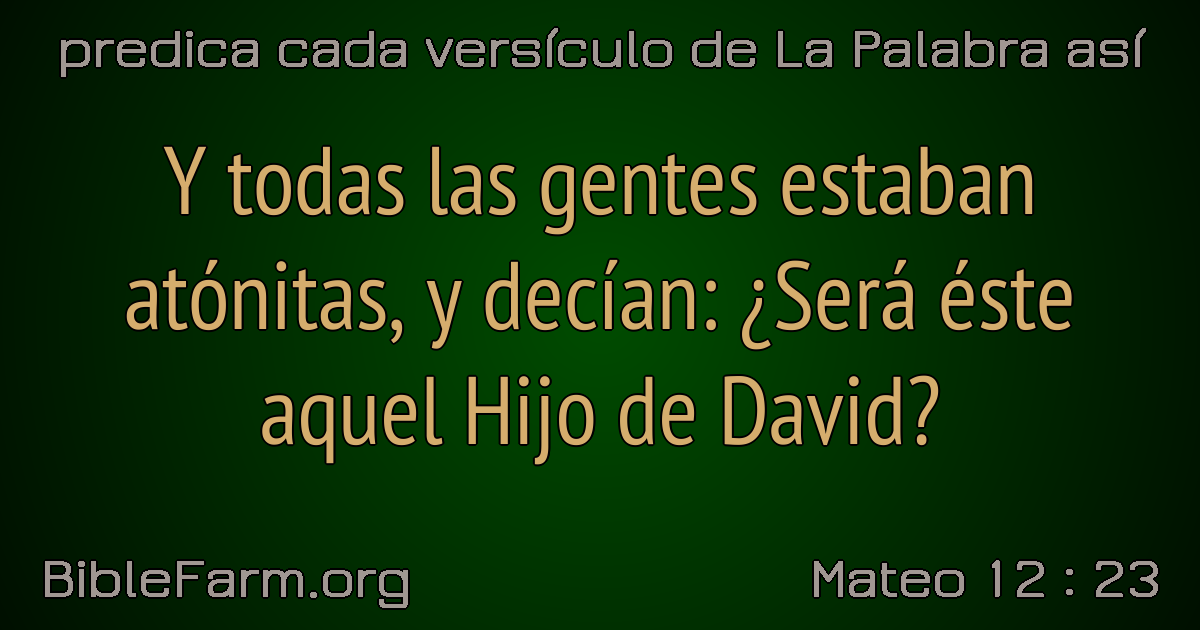 predica cada versículo de La Palabra así
Y todas las gentes estaban
atónitas, y decían: ¿Será éste
aquel Hijo de David?
BibleFarm.org
Mateo 12 : 23